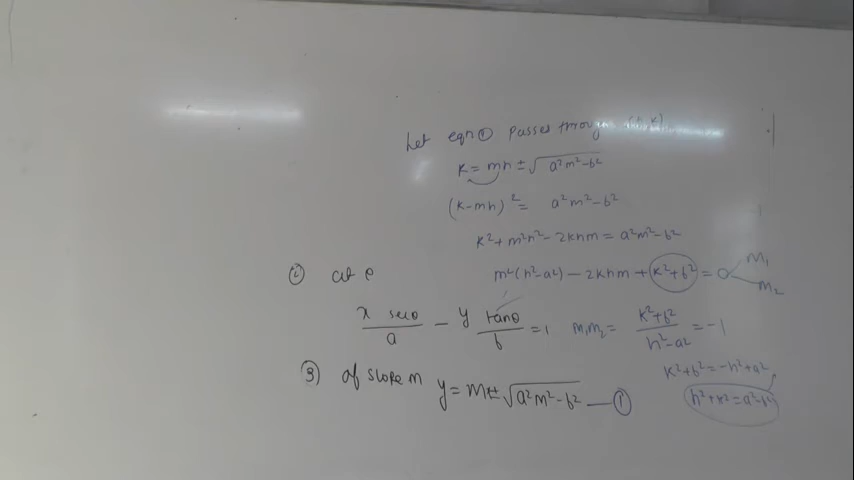 Let eqn ① passes through (h, k)
k = mh ± √a²m²-b²
(k-mh)² = a²m²-b²
k²+m²h²-2khm = a²m²-b²
② at θ
m²(h²-a²) - 2khm + k²+b² = 0 m₁ m₂
x secθ / a - y tanθ / b = 1
m₁m₂ = k²+b² / h²-a² = -1
k²+b² = -h²+a²
③ of slope m y = m± √a²m²-b² — ①
h²+k² = a²-b²